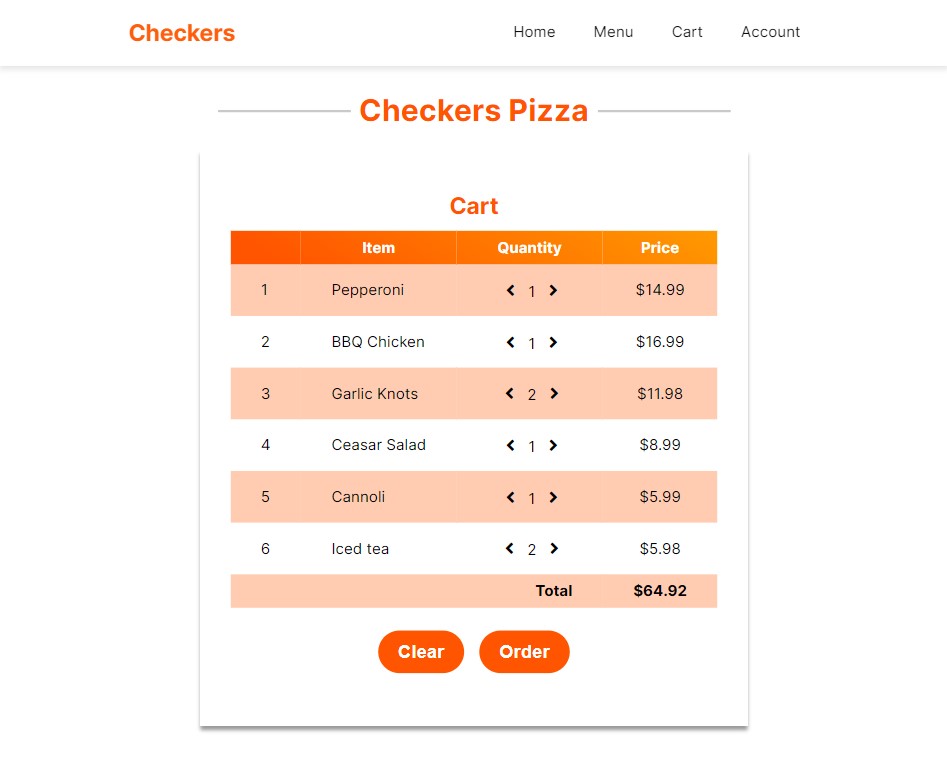 Checkers Home Menu Cart Account
Checkers Pizza
Cart
Item Quantity Price
1 Pepperoni 1 $14.99
2 BBQ Chicken 1 $16.99
3 Garlic Knots 2 $11.98
4 Ceasar Salad 1 $8.99
5 Cannoli 1 $5.99
6 Iced tea 2 $5.98
Total $64.92
Clear Order